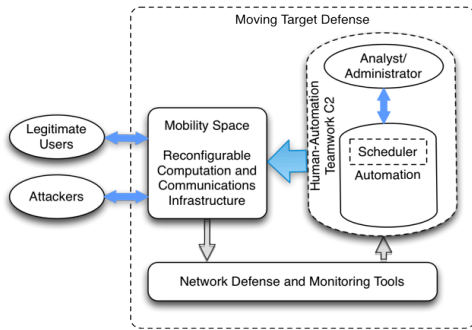 Moving Target Defense
Analyst/
Administrator
Human-Automation
Teamwork C2
Legitimate
Users
Mobility Space
Reconfigurable
Computation and
Communications
Infrastructure
Scheduler
Automation
Attackers
Network Defense and Monitoring Tools